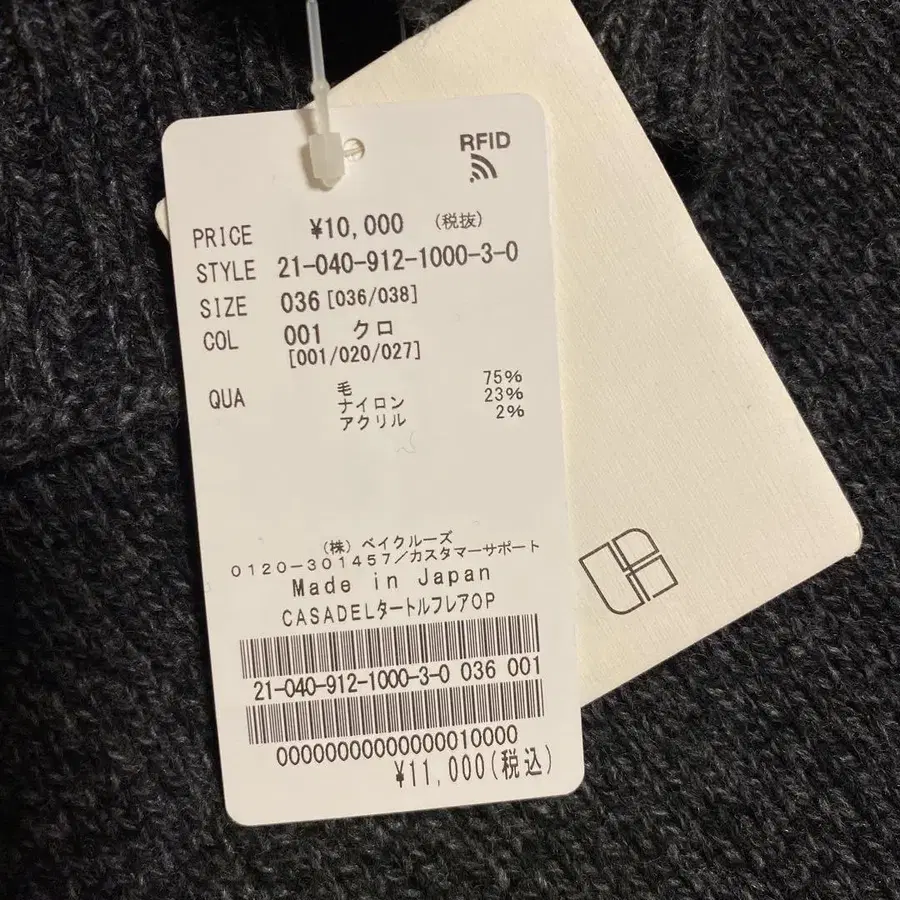 RFID
PRICE ¥10,000 (税抜)
STYLE 21-040-912-1000-3-0
SIZE 036 [036/038]
COL 001 クロ
[001/020/027]
QUA 毛 75%
ナイロン 23%
アクリル 2%
(株) ベイクルーズ
0120-301457/カスタマーサポート
Made in Japan
CASADELタートルフレアOP
21-040-912-1000-3-0 036 001
00000000000000010000
¥11,000(税込)